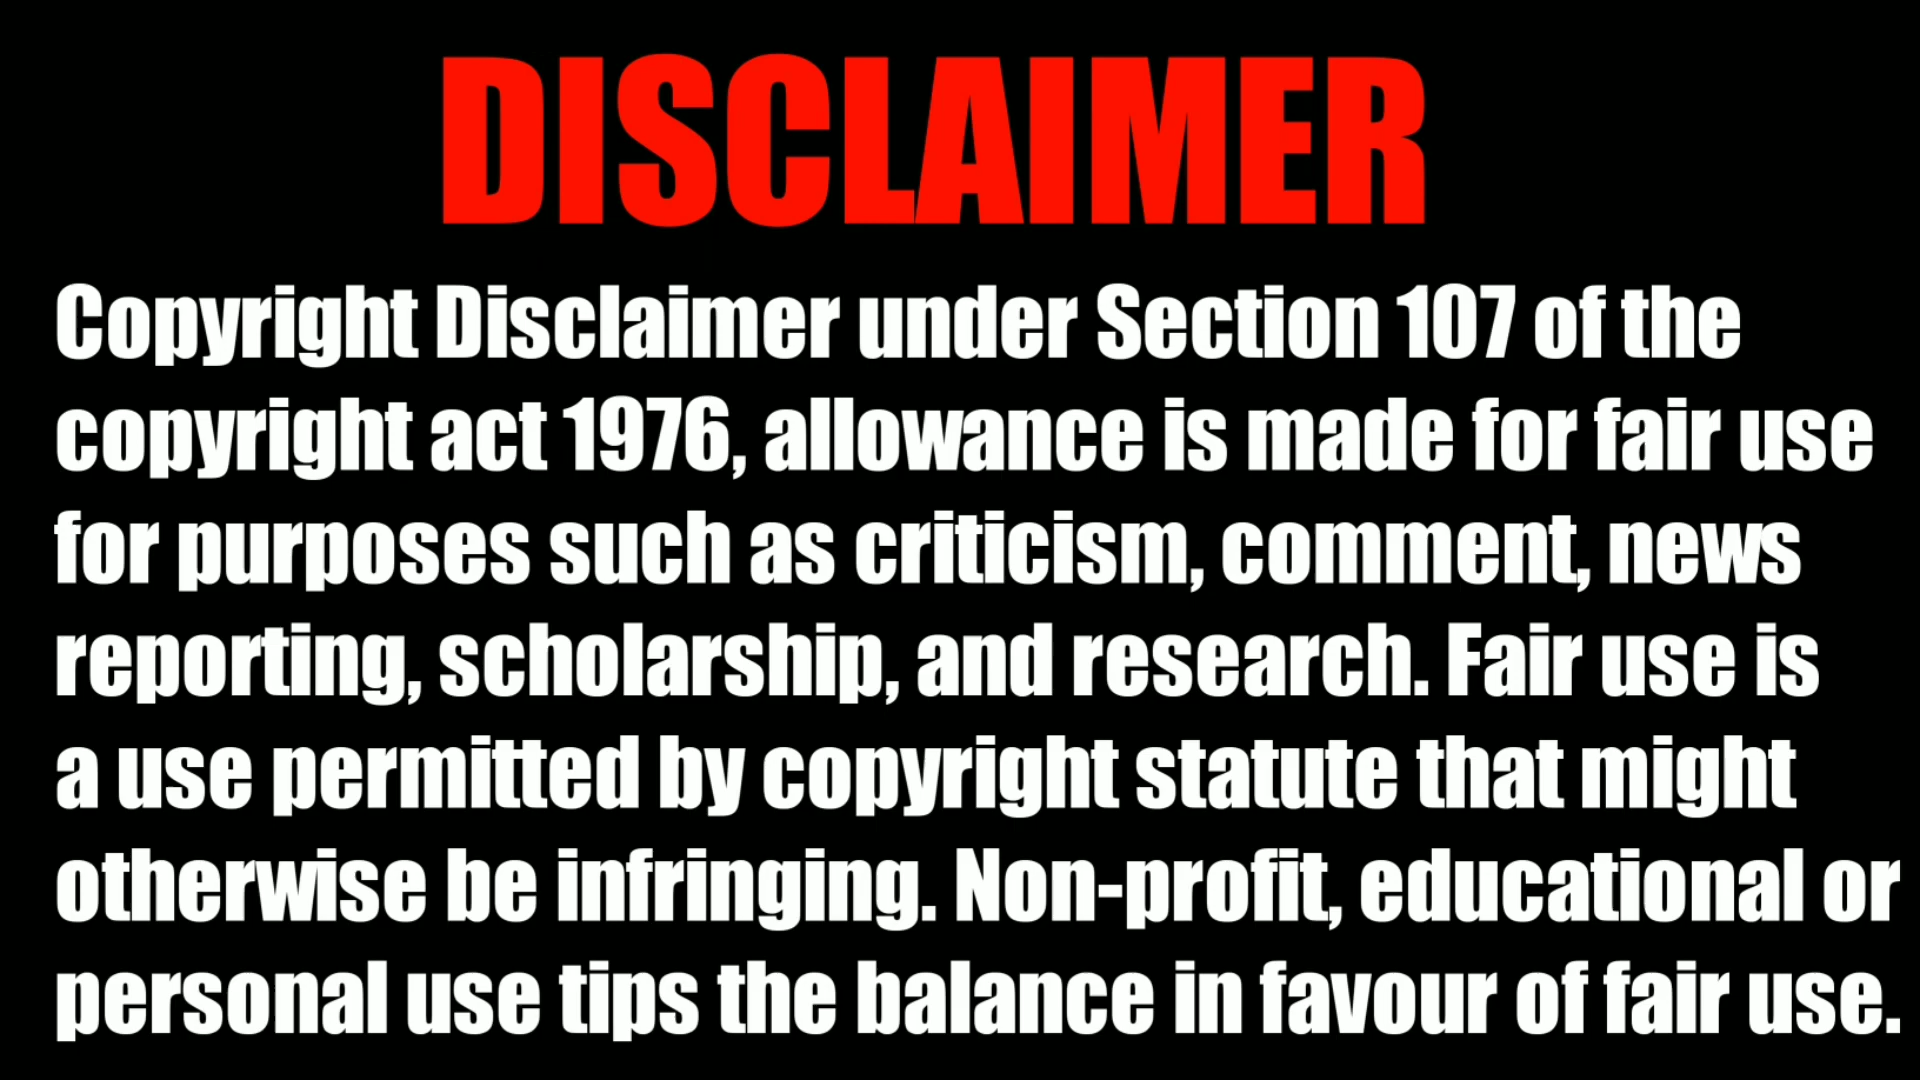 DISCLAIMER
Copyright Disclaimer under Section 107 of the
copyright act 1976, allowance is made for fair use
for purposes such as criticism, comment, news
reporting, scholarship, and research. Fair use is
a use permitted by copyright statute that might
otherwise be infringing. Non-profit, educational or
personal use tips the balance in favour of fair use.